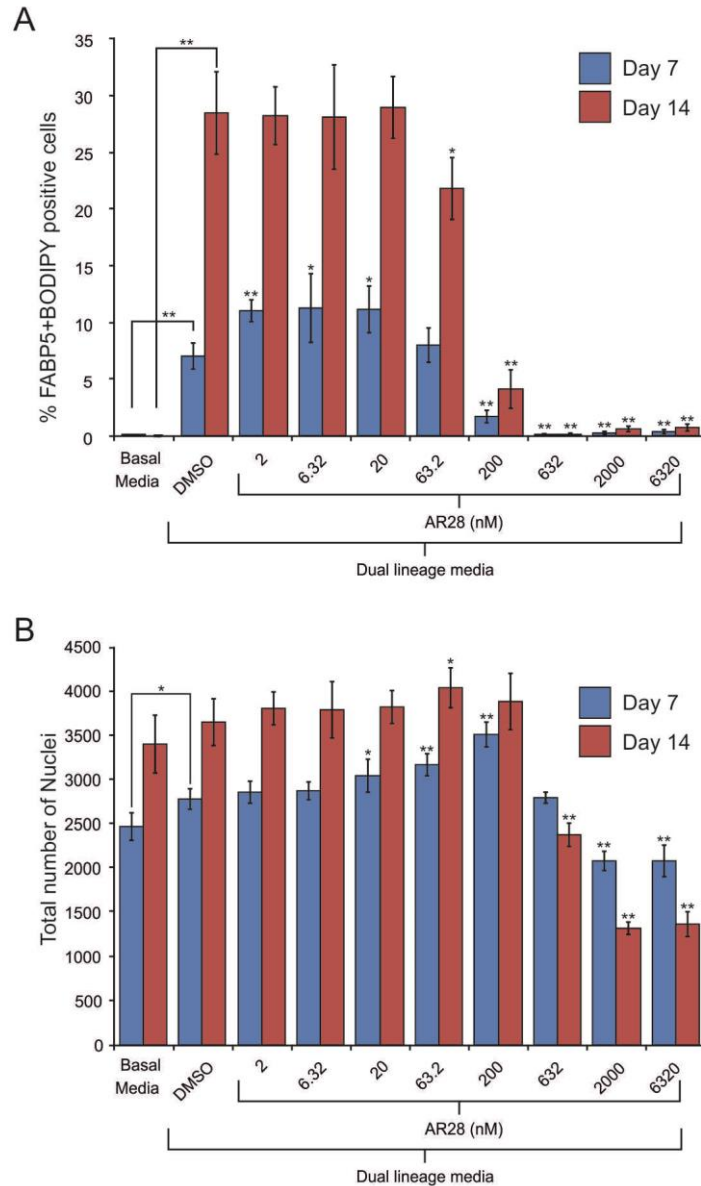 A
** Day 7
35 Day 14
30
25 *
20
15
** * *
10 **
5 ** **
** ** ** ** ** **
0
% FABP5+BODIPY positive cells
Basal Media DMSO 2 6.32 20 63.2 200 632 2000 6320
AR28 (nM)
Dual lineage media
B
4500 Day 7
4000 * Day 14
3500 * **
3000 * **
2500 **
2000 ** **
1500 ** **
1000
500
0
Total number of Nuclei
Basal Media DMSO 2 6.32 20 63.2 200 632 2000 6320
AR28 (nM)
Dual lineage media